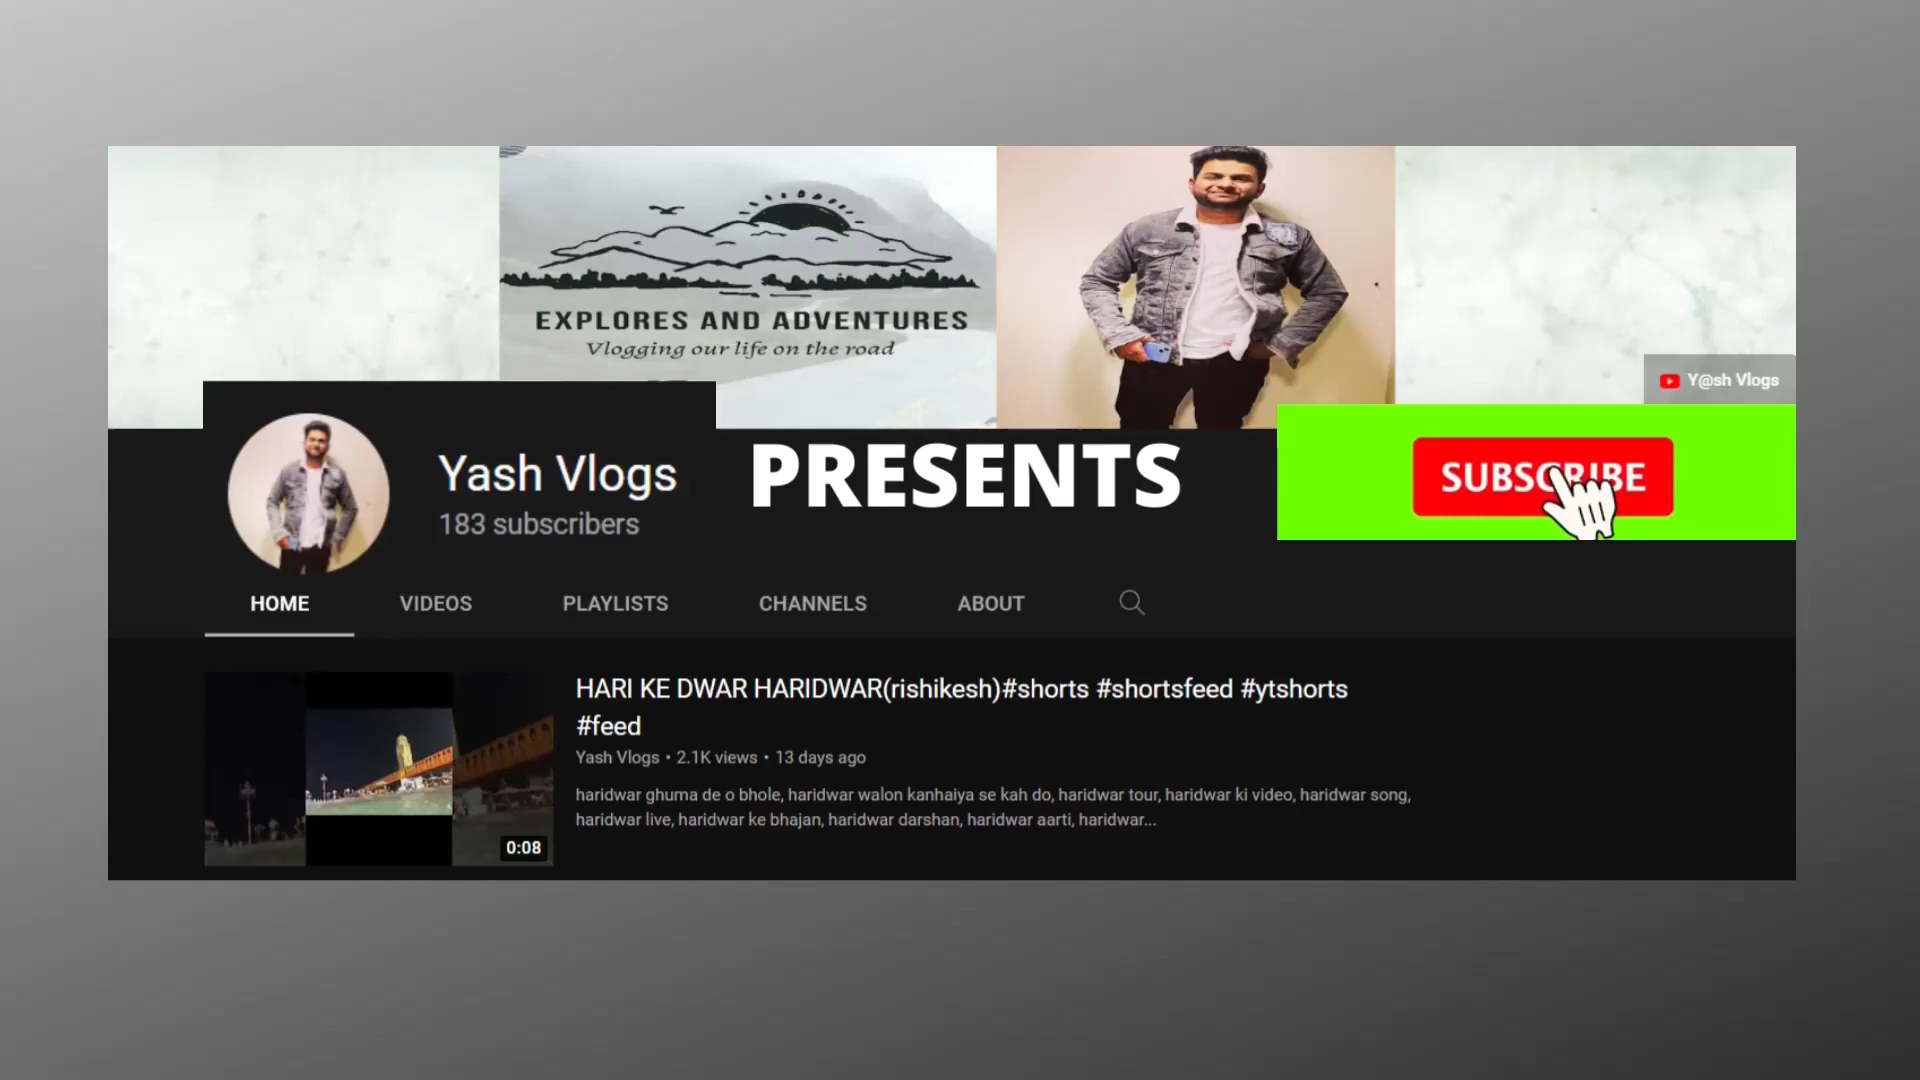 EXPLORES AND ADVENTURES
Vlogging our life on the road
Y@sh Vlogs
Yash Vlogs
183 subscribers
PRESENTS
SUBSCRIBE
HOME
VIDEOS
PLAYLISTS
CHANNELS
ABOUT
HARI KE DWAR HARIDWAR(rishikesh)#shorts #shortsfeed #ytshorts
#feed
Yash Vlogs • 2.1K views • 13 days ago
haridwar ghuma de o bhole, haridwar walon kanhaiya se kah do, haridwar tour, haridwar ki video, haridwar song,
haridwar live, haridwar ke bhajan, haridwar darshan, haridwar aarti, haridwar...
0:08